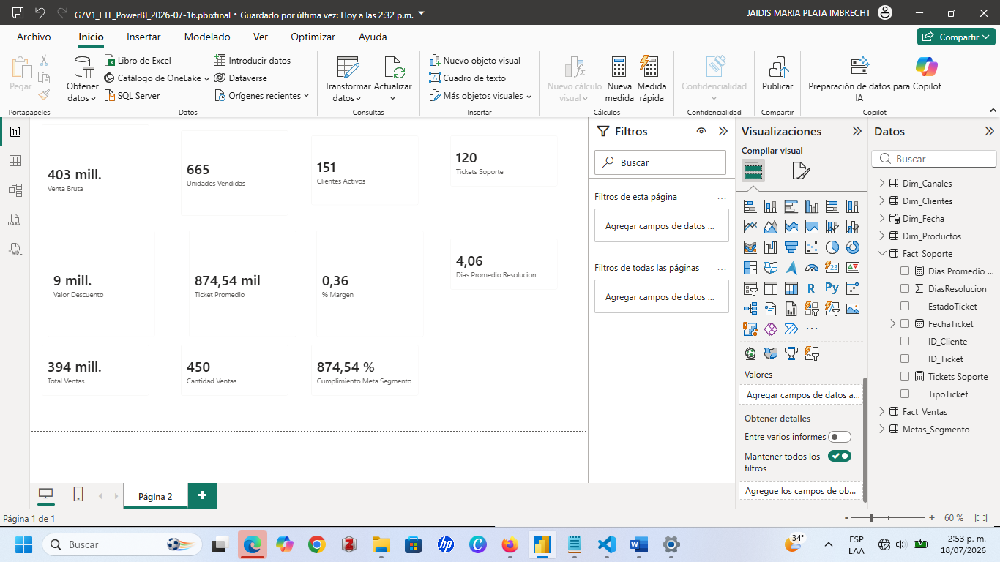 G7V1_ETL_PowerBI_2026-07-16.pbixfinal • Guardado por última vez: Hoy a las 2:32 p.m.
JAIDIS MARIA PLATA IMBRECHT
Archivo
Inicio
Insertar
Modelado
Ver
Optimizar
Ayuda
Compartir
Pegar
Portapapeles
Obtener datos
Libro de Excel
Catálogo de OneLake
SQL Server
Introducir datos
Dataverse
Orígenes recientes
Datos
Transformar datos
Actualizar
Consultas
Nuevo objeto visual
Cuadro de texto
Más objetos visuales
Insertar
Nuevo cálculo visual
Nueva medida
Medida rápida
Cálculos
Confidencialidad
Confidencialidad
Publicar
Compartir
Preparación de datos para IA
Copilot
Copilot
DAX
TMDL
403 mill.
Venta Bruta
665
Unidades Vendidas
151
Clientes Activos
120
Tickets Soporte
9 mill.
Valor Descuento
874,54 mil
Ticket Promedio
0,36
% Margen
4,06
Dias Promedio Resolucion
394 mill.
Total Ventas
450
Cantidad Ventas
874,54 %
Cumplimiento Meta Segmento
Filtros
Buscar
Filtros de esta página
...
Agregar campos de datos ...
Filtros de todas las páginas
...
Agregar campos de datos ...
Visualizaciones
Compilar visual
123
R
Py
...
Valores
Agregar campos de datos a...
Obtener detalles
Entre varios informes
Mantener todos los
filtros
Agregue los campos de ob...
Datos
Buscar
Dim_Canales
Dim_Clientes
Dim_Fecha
Dim_Productos
Fact_Soporte
Dias Promedio ...
DiasResolucion
EstadoTicket
FechaTicket
ID_Cliente
ID_Ticket
Tickets Soporte
TipoTicket
Fact_Ventas
Metas_Segmento
Página 2
+
Página 1 de 1
- + 60 %
Buscar
34°
ESP
LAA
2:53 p. m.
18/07/2026